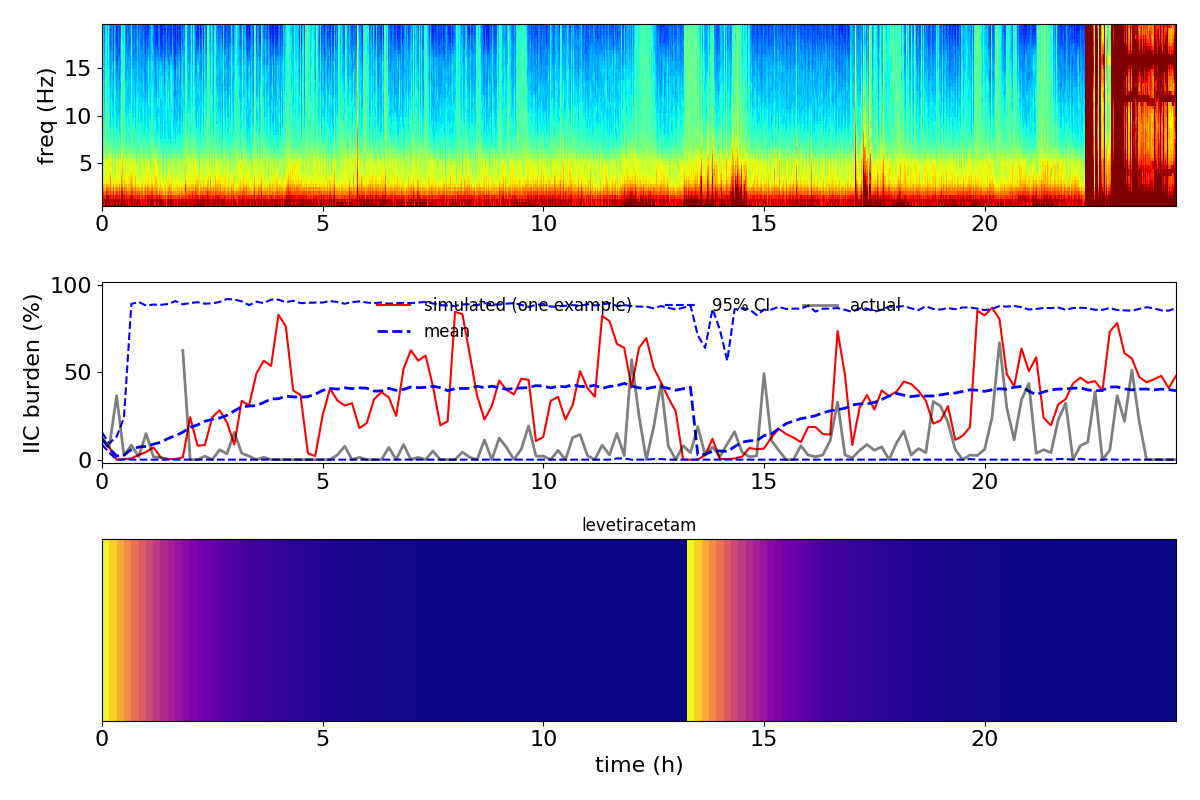 freq (Hz)
15
10
5
0 5 10 15 20
IIC burden (%)
100
50
0
simulated (one example) 95% CI actual
mean
0 5 10 15 20
levetiracetam
0 5 10 15 20
time (h)